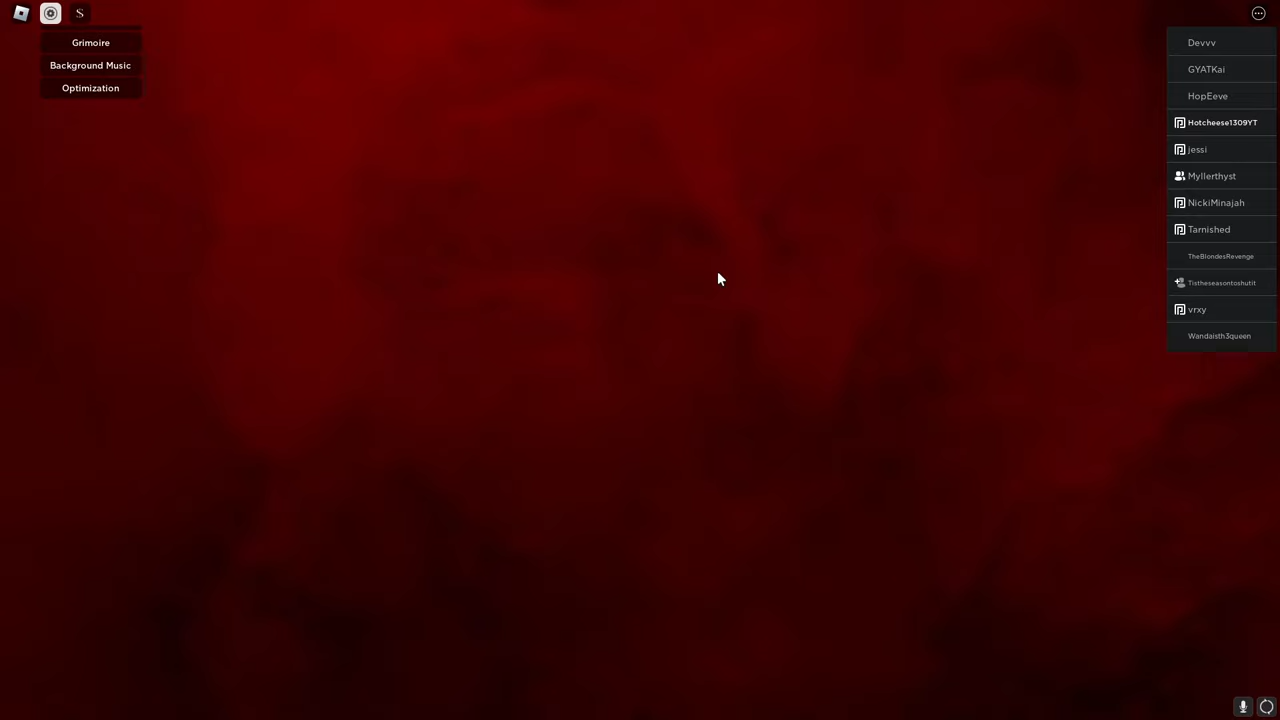 S
Grimoire
Background Music
Optimization
Devvv
GYATKai
HopEeve
Hotcheese1309YT
jessi
Myllerthyst
NickiMinajah
Tarnished
TheBlondesRevenge
Tistheseasontoshutit
vrxy
Wandaisth3queen